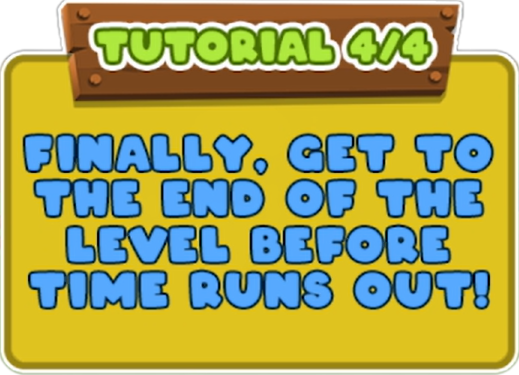 TUTORIAL 4/4
FINALLY, GET TO
THE END OF THE
LEVEL BEFORE
TIME RUNS OUT!